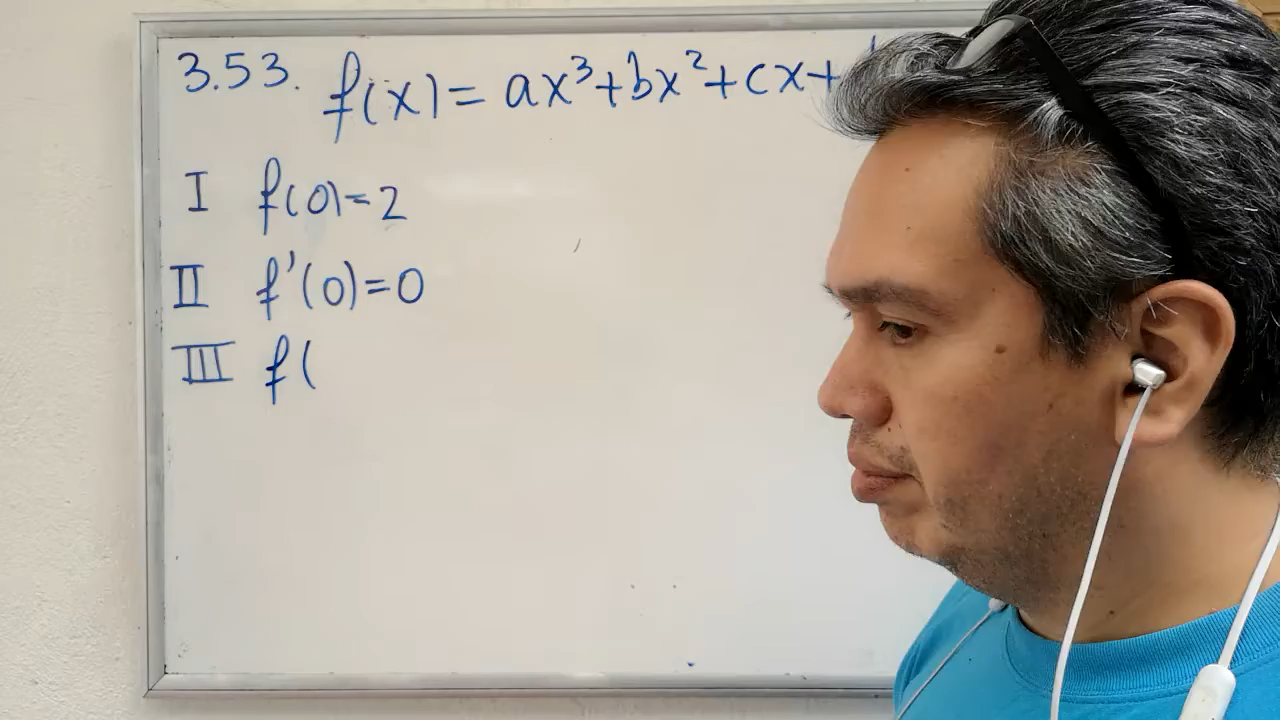 3.53. f(x) = ax³+bx²+cx+
I f(0)=2
II f'(0)=0
III f(